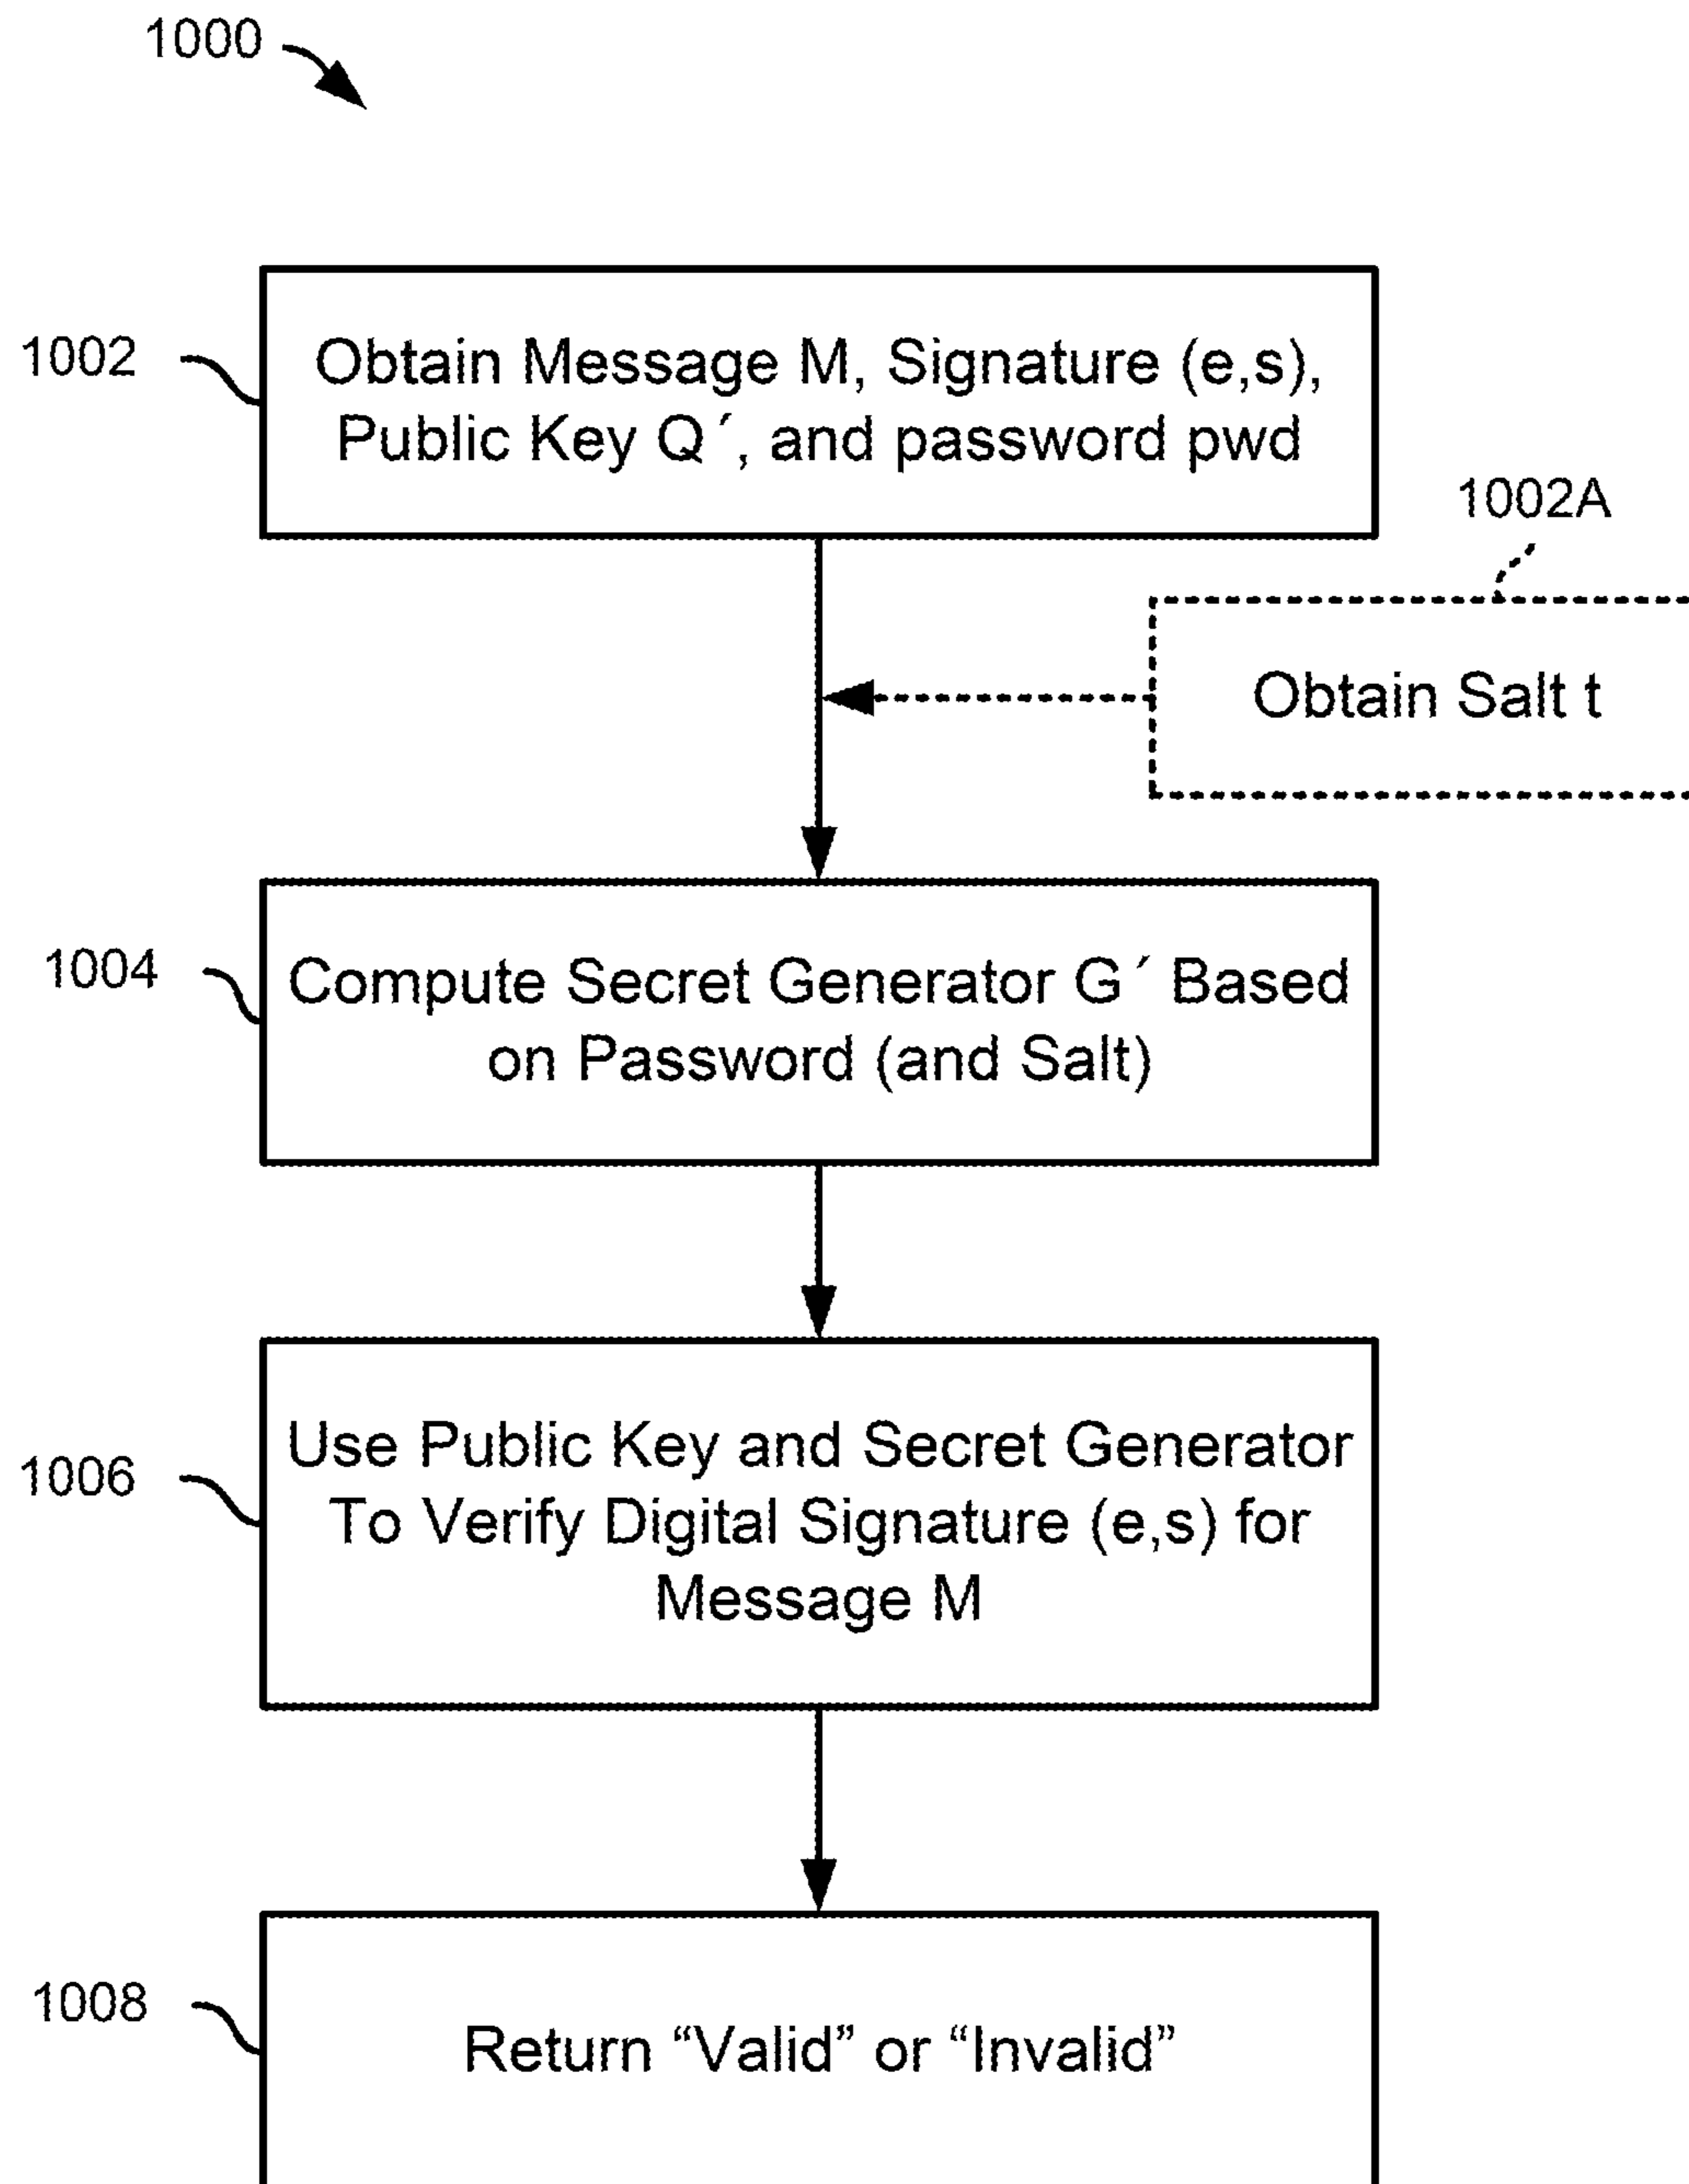 1000
1002
Obtain Message M, Signature (e,s),
Public Key Q´, and password pwd
1002A
Obtain Salt t
1004
Compute Secret Generator G´ Based
on Password (and Salt)
1006
Use Public Key and Secret Generator
To Verify Digital Signature (e,s) for
Message M
1008
Return “Valid” or “Invalid”